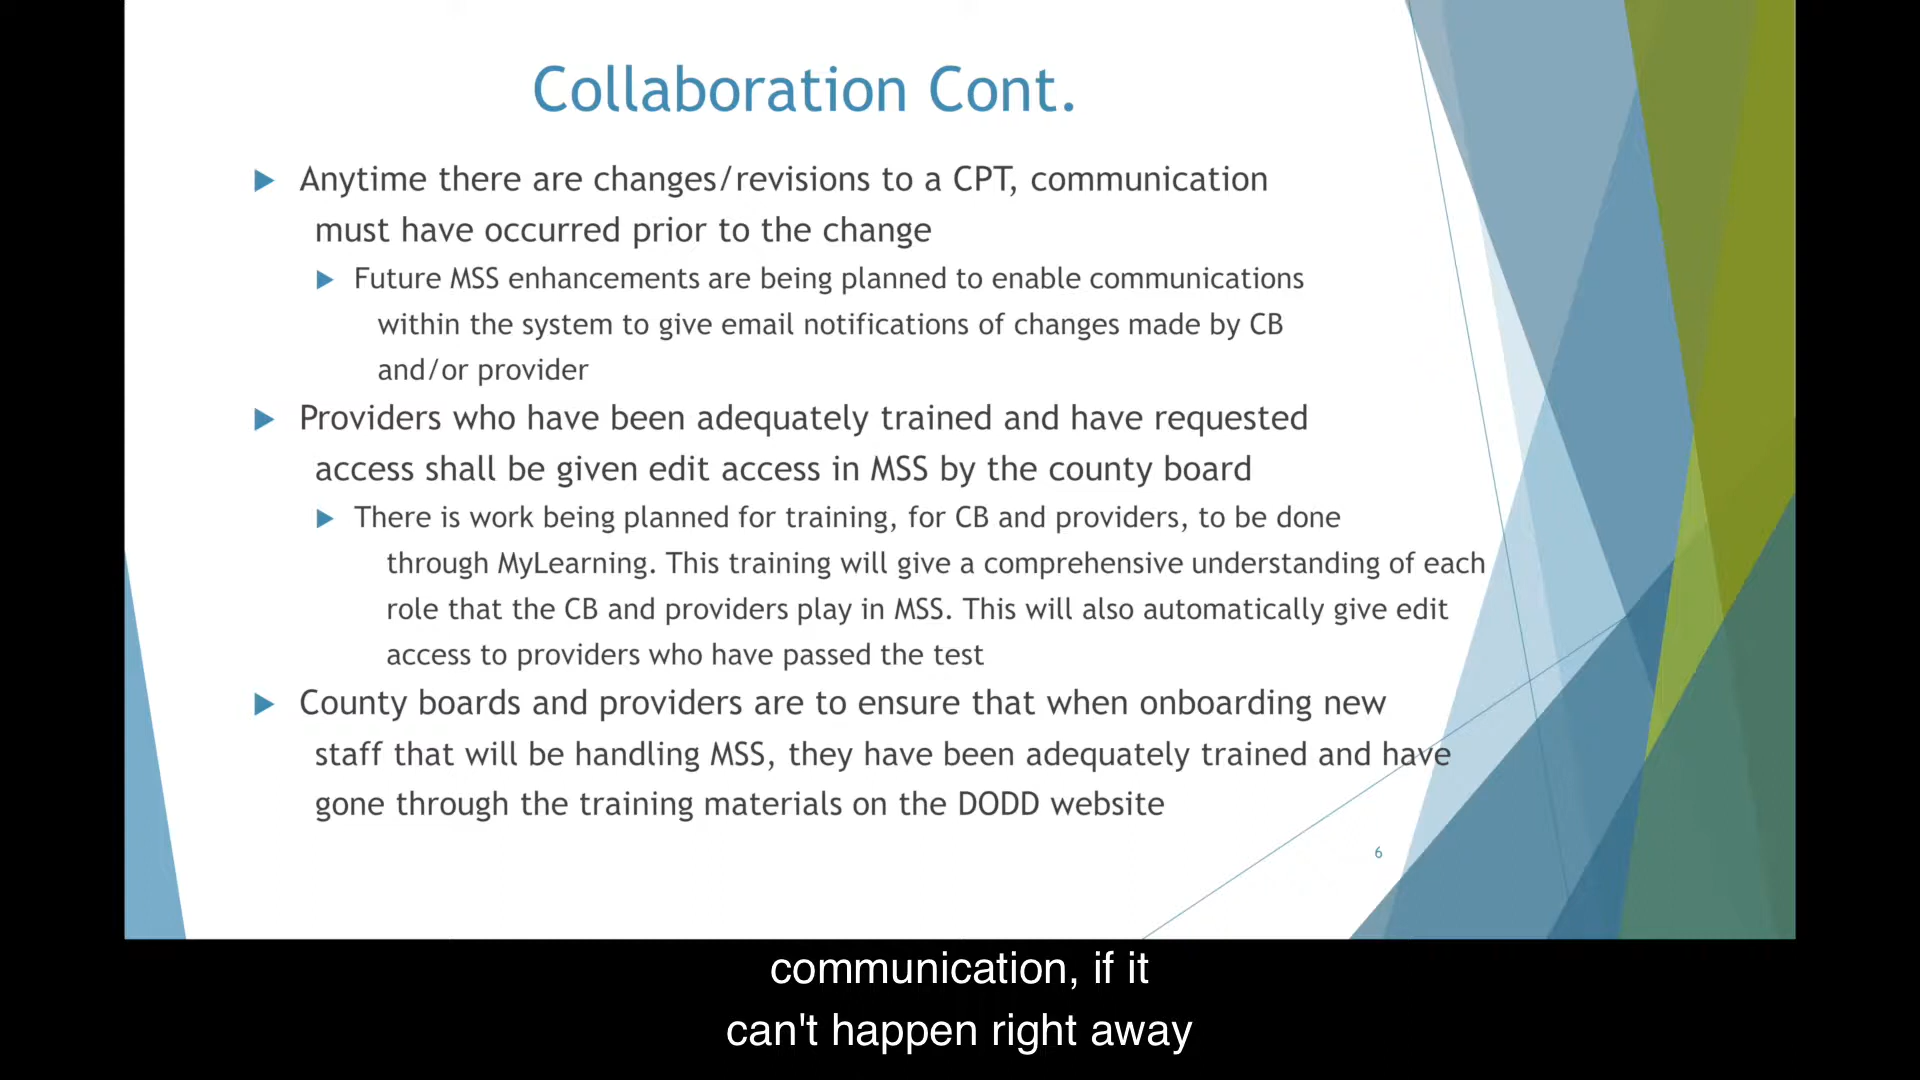 Collaboration Cont.
Anytime there are changes/revisions to a CPT, communication
must have occurred prior to the change
Future MSS enhancements are being planned to enable communications
within the system to give email notifications of changes made by CB
and/or provider
Providers who have been adequately trained and have requested
access shall be given edit access in MSS by the county board
There is work being planned for training, for CB and providers, to be done
through MyLearning. This training will give a comprehensive understanding of each
role that the CB and providers play in MSS. This will also automatically give edit
access to providers who have passed the test
County boards and providers are to ensure that when onboarding new
staff that will be handling MSS, they have been adequately trained and have
gone through the training materials on the DODD website
6
communication, if it
can't happen right away